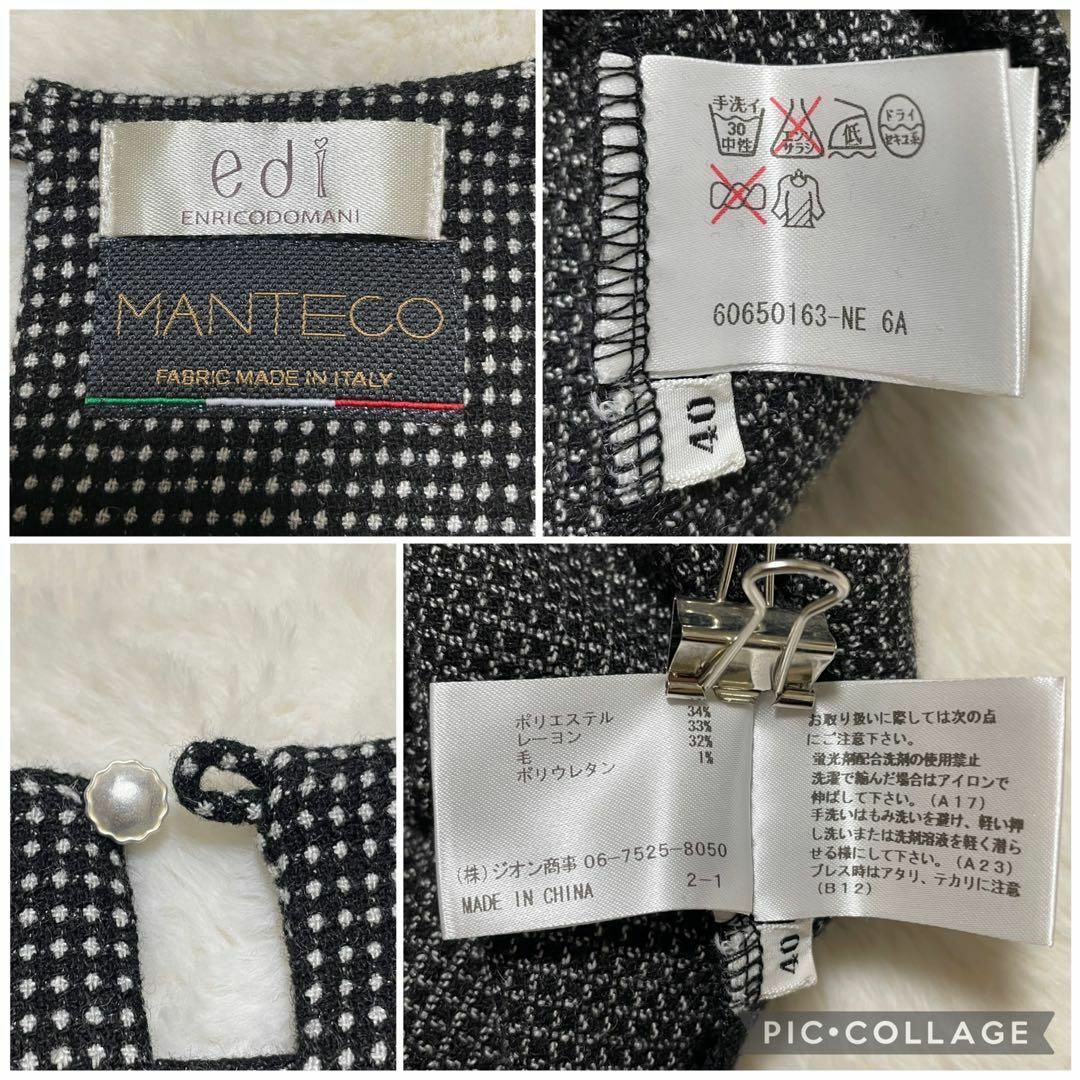 edi
ENRICODOMANI
MANTECO
FABRIC MADE IN ITALY
手洗イ
30
中性
エンソ
サラシ
低
ドライ
セキユ系
60650163-NE 6A
40
ポリエステル 34%
レーヨン 33%
毛 32%
ポリウレタン 1%
(株)ジオン商事 06-7525-8050
MADE IN CHINA 2-1
お取り扱いに際しては次の点
にご注意下さい。
蛍光剤配合洗剤の使用禁止
洗濯で縮んだ場合はアイロンで
伸ばして下さい。(A17)
手洗いはもみ洗いを避け、軽い押
し洗いまたは洗剤溶液を軽く潜ら
せる様にして下さい。(A23)
プレス時はアタリ、テカリに注意
(B12)
40
PIC•COLLAGE